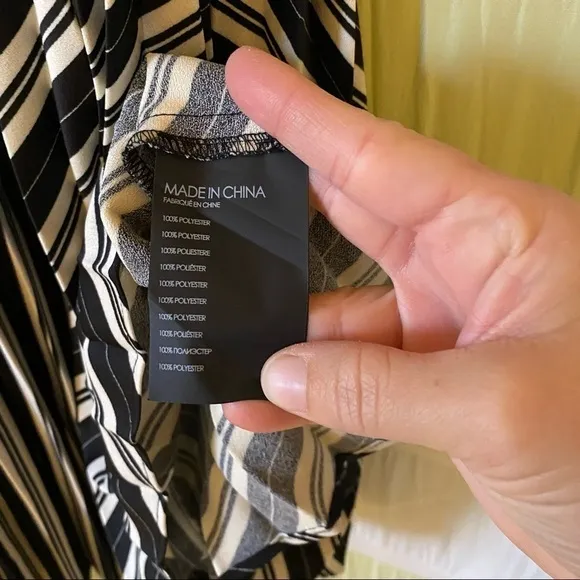 MADE IN CHINA
FABRIQUÉ EN CHINE
100% POLYESTER
100% POLYESTER
100% POLIESTERE
100% POLIÉSTER
100% POLYESTER
100% POLYESTER
100% POLYESTER
100% POLIÉSTER
100% ПОЛИЭСТЕР
100% POLYESTER